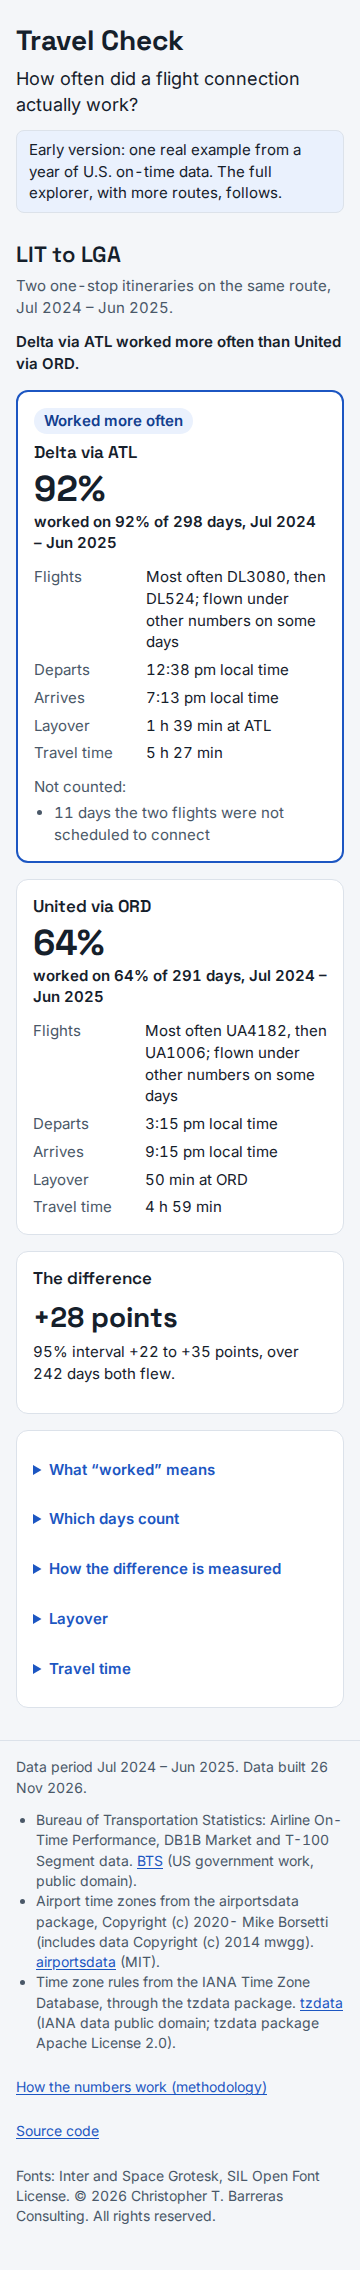 Travel Check
How often did a flight connection
actually work?
Early version: one real example from a
year of U.S. on-time data. The full
explorer, with more routes, follows.
LIT to LGA
Two one-stop itineraries on the same route,
Jul 2024 – Jun 2025.
Delta via ATL worked more often than United
via ORD.
Worked more often
Delta via ATL
92%
worked on 92% of 298 days, Jul 2024
– Jun 2025
Flights Most often DL3080, then
DL524; flown under
other numbers on some
days
Departs 12:38 pm local time
Arrives 7:13 pm local time
Layover 1 h 39 min at ATL
Travel time 5 h 27 min
Not counted:
• 11 days the two flights were not
scheduled to connect
United via ORD
64%
worked on 64% of 291 days, Jul 2024 –
Jun 2025
Flights Most often UA4182, then
UA1006; flown under
other numbers on some
days
Departs 3:15 pm local time
Arrives 9:15 pm local time
Layover 50 min at ORD
Travel time 4 h 59 min
The difference
+28 points
95% interval +22 to +35 points, over
242 days both flew.
▶ What “worked” means
▶ Which days count
▶ How the difference is measured
▶ Layover
▶ Travel time
Data period Jul 2024 – Jun 2025. Data built 26
Nov 2026.
• Bureau of Transportation Statistics: Airline On-
Time Performance, DB1B Market and T-100
Segment data. BTS (US government work,
public domain).
• Airport time zones from the airportsdata
package, Copyright (c) 2020- Mike Borsetti
(includes data Copyright (c) 2014 mwgg).
airportsdata (MIT).
• Time zone rules from the IANA Time Zone
Database, through the tzdata package. tzdata
(IANA data public domain; tzdata package
Apache License 2.0).
How the numbers work (methodology)
Source code
Fonts: Inter and Space Grotesk, SIL Open Font
License. © 2026 Christopher T. Barreras
Consulting. All rights reserved.